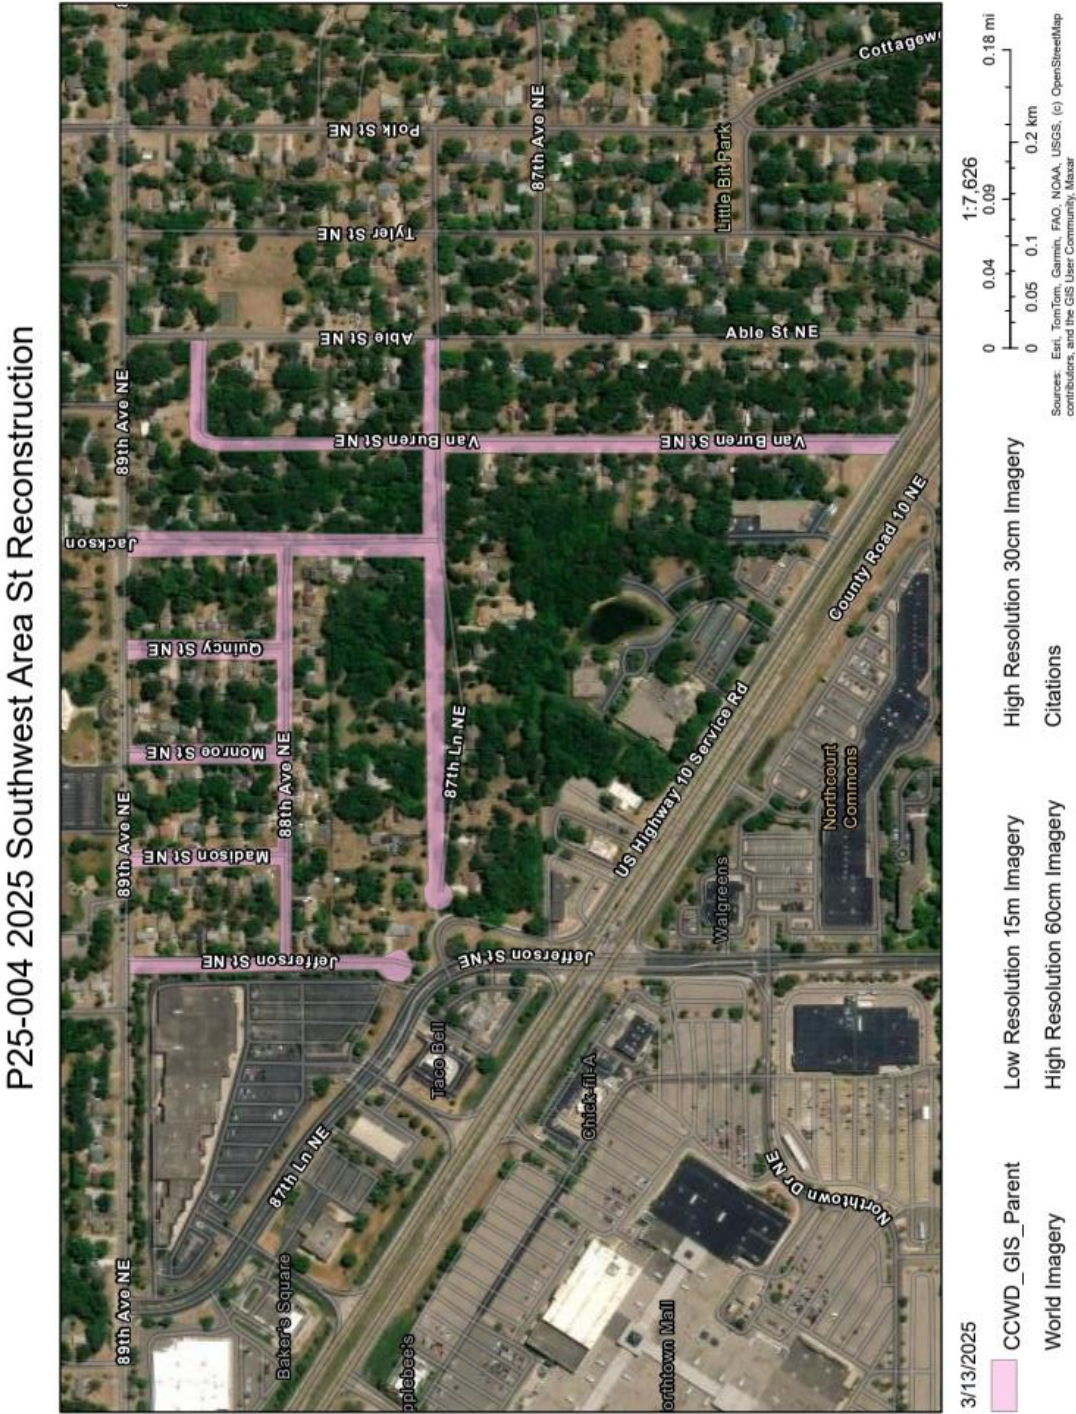 P25-004 2025 Southwest Area St Reconstruction
89th Ave NE
89th Ave NE
89th Ave NE
Jackson
Polk St NE
Tyler St NE
Able St NE
Able St NE
87th Ave NE
Little Bit Park
Cottagew
Van Buren St NE
Van Buren St NE
Van Buren St NE
Quincy St NE
Monroe St NE
Madison St NE
88th Ave NE
Jefferson St NE
Jefferson St NE
87th Ln NE
87th Ln NE
US Highway 10 Service Rd
County Road 10 NE
Northcourt
Commons
Walgreens
Taco Bell
Chick-fil-A
Baker's Square
pplebee's
orthtown Mall
Northtown Dr NE
3/13/2025
CCWD_GIS_Parent
World Imagery
Low Resolution 15m Imagery
High Resolution 60cm Imagery
High Resolution 30cm Imagery
Citations
1:7,626
0 0.04 0.09 0.18 mi
0 0.05 0.1 0.2 km
Sources: Esri, TomTom, Garmin, FAO, NOAA, USGS, (c) OpenStreetMap
contributors, and the GIS User Community, Maxar